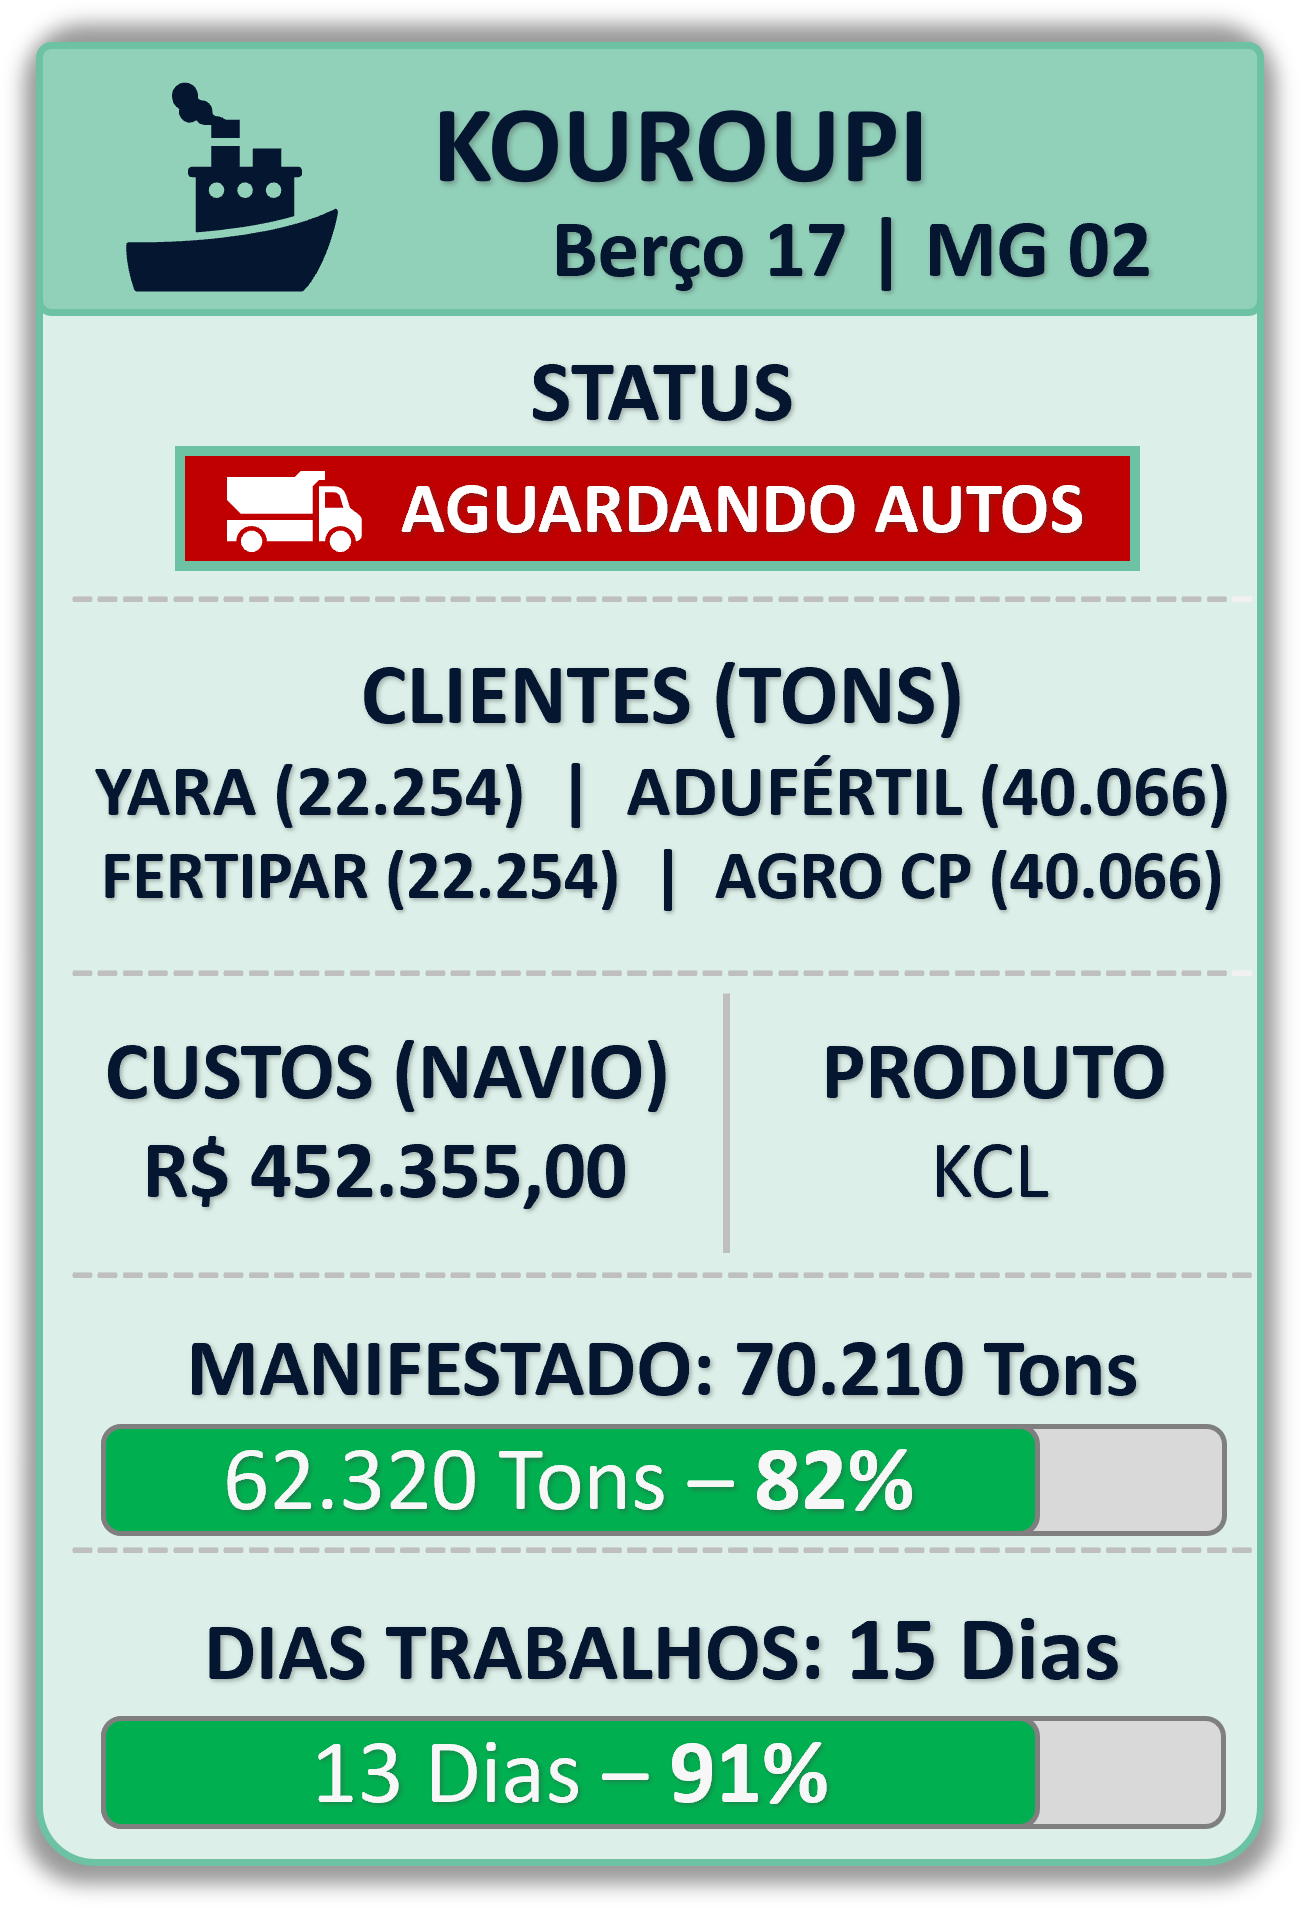 KOUROUPI
Berço 17 | MG 02
STATUS
AGUARDANDO AUTOS
CLIENTES (TONS)
YARA (22.254) | ADUFÉRTIL (40.066)
FERTIPAR (22.254) | AGRO CP (40.066)
CUSTOS (NAVIO)
R$ 452.355,00
PRODUTO
KCL
MANIFESTADO: 70.210 Tons
62.320 Tons – 82%
DIAS TRABALHOS: 15 Dias
13 Dias – 91%